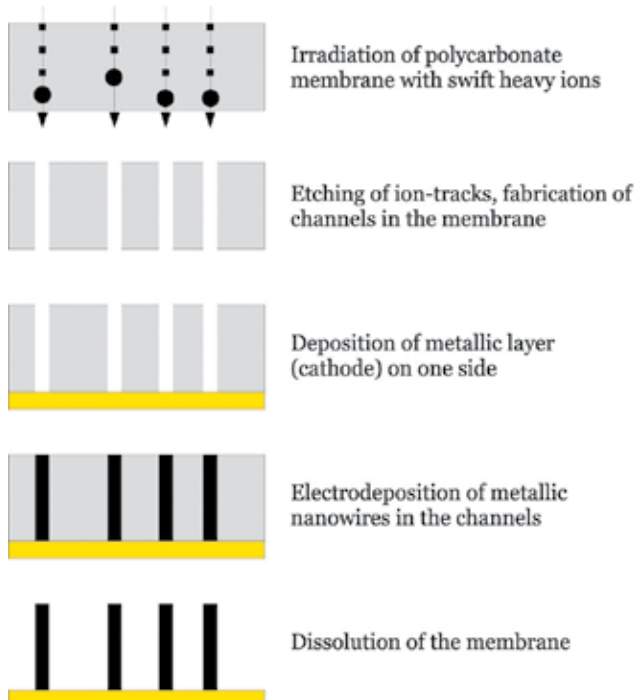 Irradiation of polycarbonate
membrane with swift heavy ions
Etching of ion-tracks, fabrication of
channels in the membrane
Deposition of metallic layer
(cathode) on one side
Electrodeposition of metallic
nanowires in the channels
Dissolution of the membrane